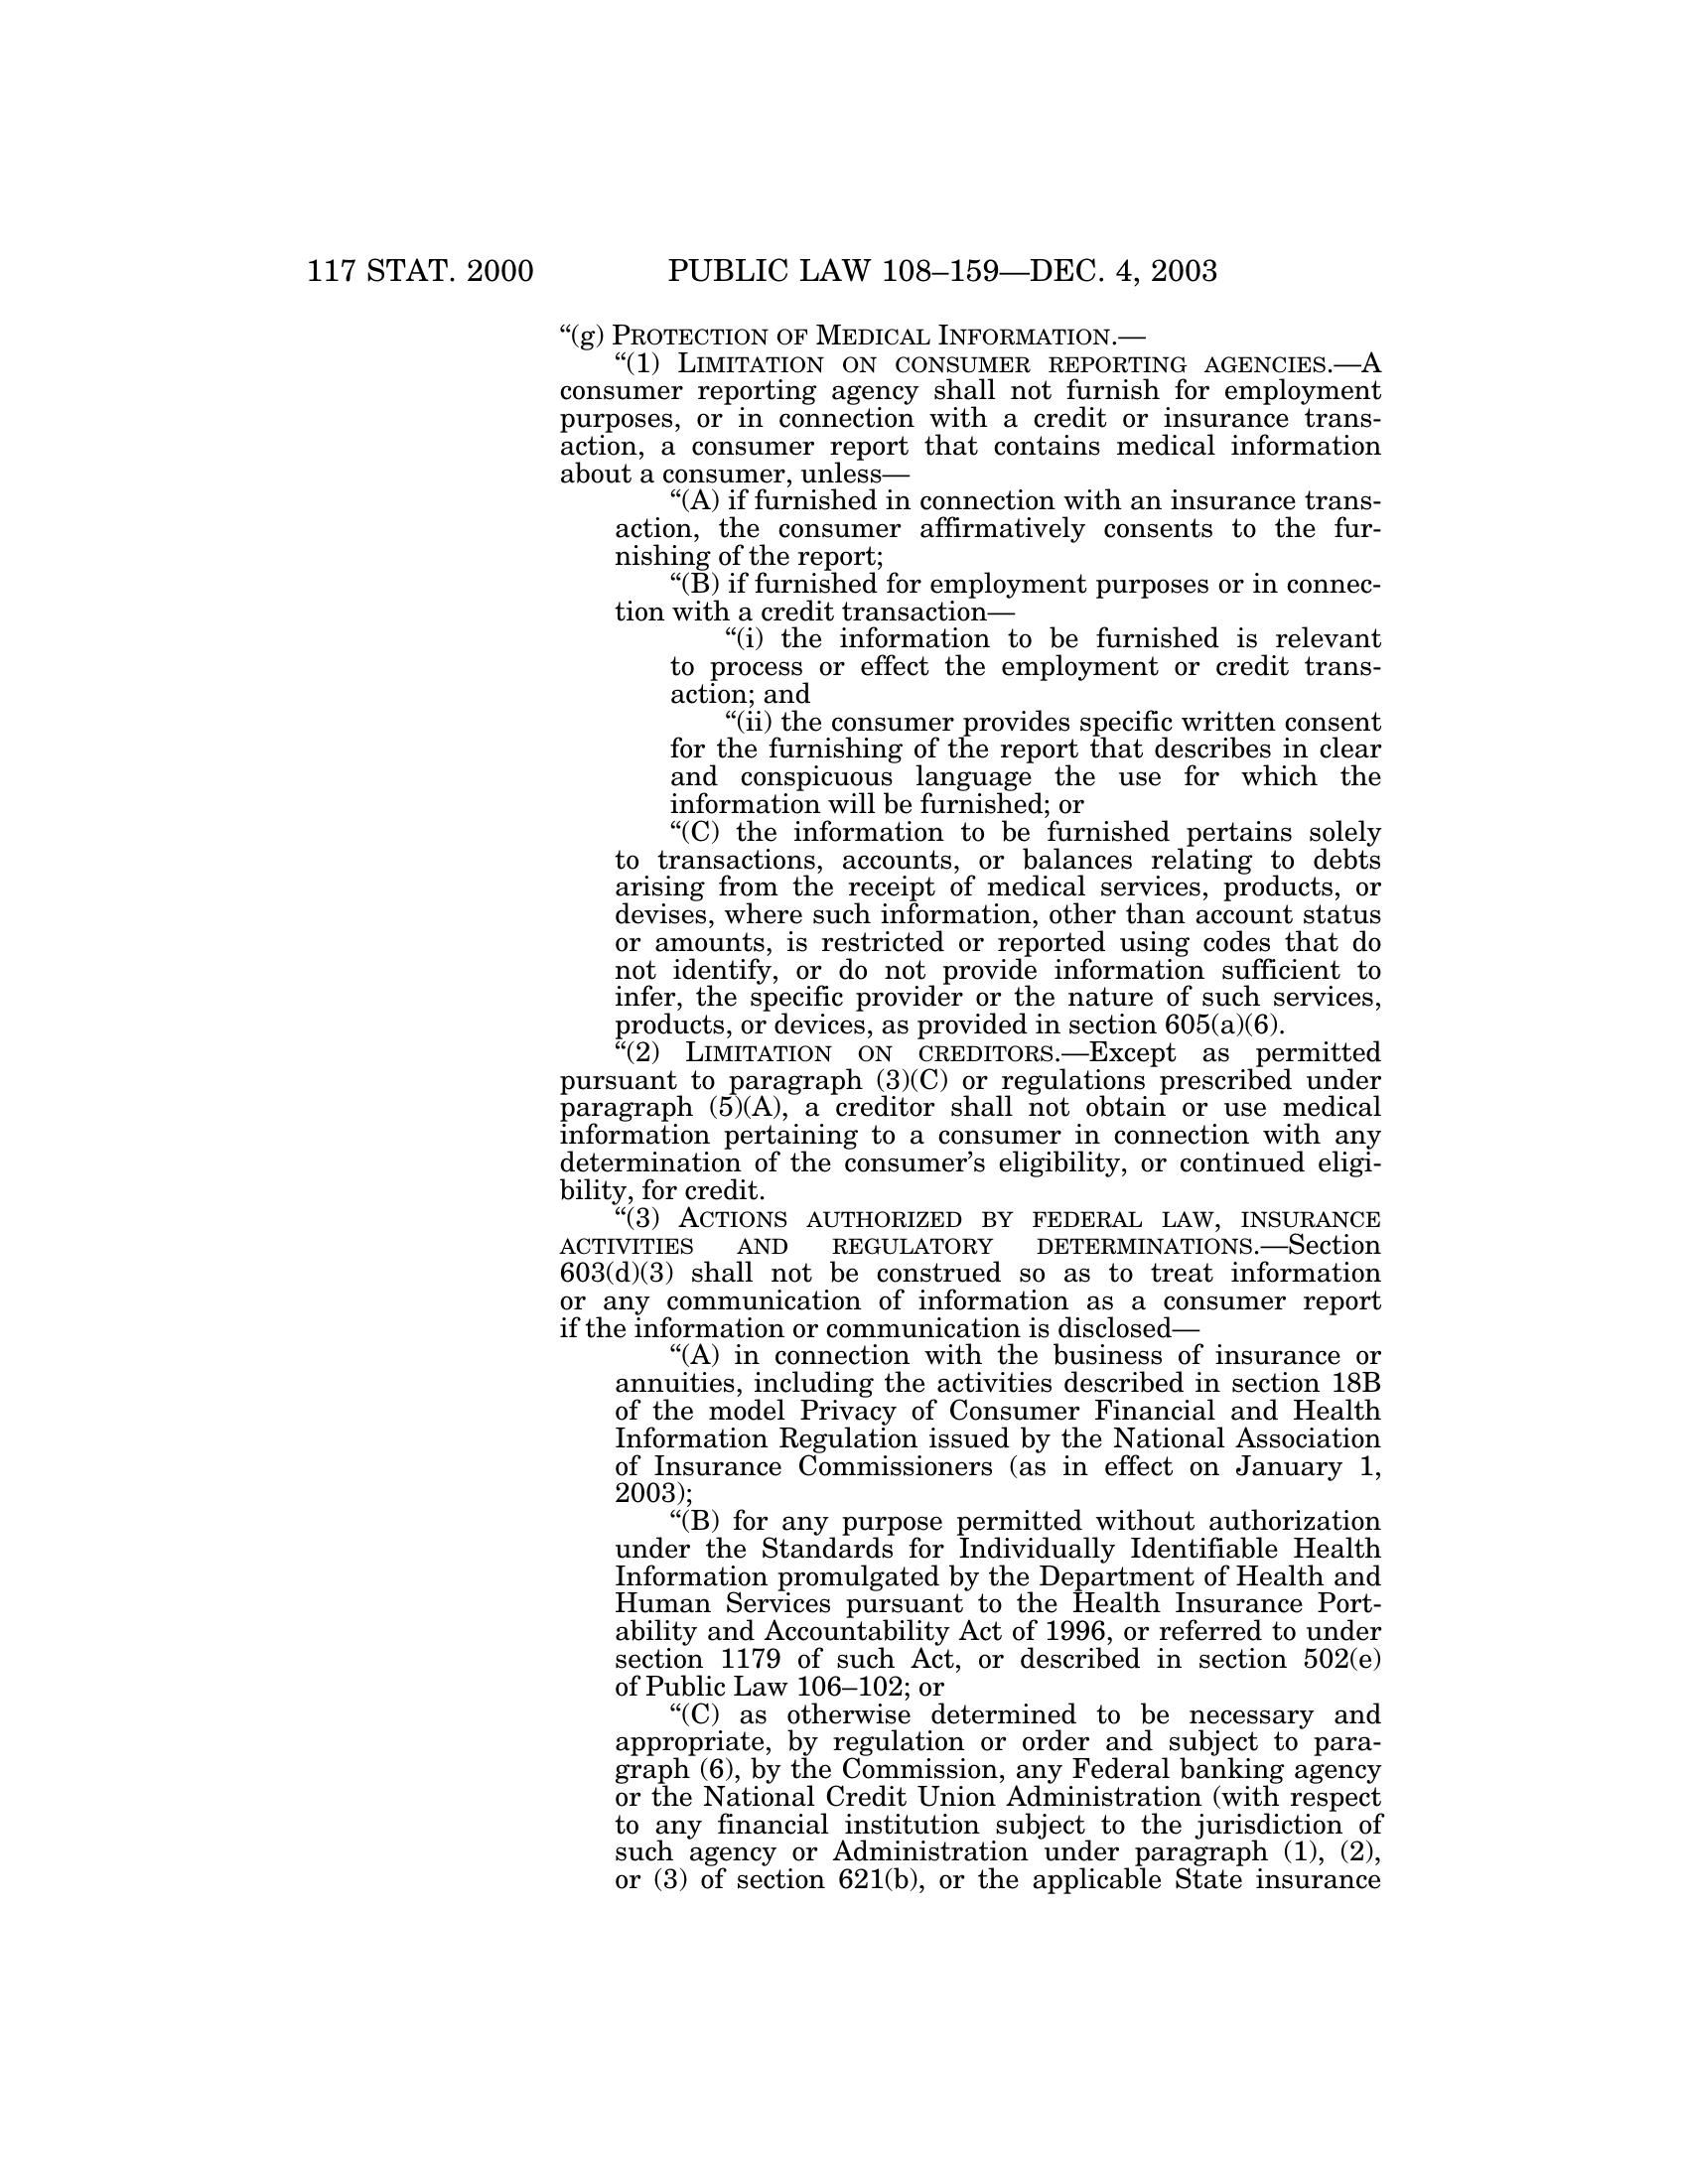 117 STAT. 2000 PUBLIC LAW 108–159—DEC. 4, 2003
“(g) PROTECTION OF MEDICAL INFORMATION.—
“(1) LIMITATION ON CONSUMER REPORTING AGENCIES.—A
consumer reporting agency shall not furnish for employment
purposes, or in connection with a credit or insurance trans-
action, a consumer report that contains medical information
about a consumer, unless—
“(A) if furnished in connection with an insurance trans-
action, the consumer affirmatively consents to the fur-
nishing of the report;
“(B) if furnished for employment purposes or in connec-
tion with a credit transaction—
“(i) the information to be furnished is relevant
to process or effect the employment or credit trans-
action; and
“(ii) the consumer provides specific written consent
for the furnishing of the report that describes in clear
and conspicuous language the use for which the
information will be furnished; or
“(C) the information to be furnished pertains solely
to transactions, accounts, or balances relating to debts
arising from the receipt of medical services, products, or
devises, where such information, other than account status
or amounts, is restricted or reported using codes that do
not identify, or do not provide information sufficient to
infer, the specific provider or the nature of such services,
products, or devices, as provided in section 605(a)(6).
“(2) LIMITATION ON CREDITORS.—Except as permitted
pursuant to paragraph (3)(C) or regulations prescribed under
paragraph (5)(A), a creditor shall not obtain or use medical
information pertaining to a consumer in connection with any
determination of the consumer’s eligibility, or continued eligi-
bility, for credit.
“(3) ACTIONS AUTHORIZED BY FEDERAL LAW, INSURANCE
ACTIVITIES AND REGULATORY DETERMINATIONS.—Section
603(d)(3) shall not be construed so as to treat information
or any communication of information as a consumer report
if the information or communication is disclosed—
“(A) in connection with the business of insurance or
annuities, including the activities described in section 18B
of the model Privacy of Consumer Financial and Health
Information Regulation issued by the National Association
of Insurance Commissioners (as in effect on January 1,
2003);
“(B) for any purpose permitted without authorization
under the Standards for Individually Identifiable Health
Information promulgated by the Department of Health and
Human Services pursuant to the Health Insurance Port-
ability and Accountability Act of 1996, or referred to under
section 1179 of such Act, or described in section 502(e)
of Public Law 106–102; or
“(C) as otherwise determined to be necessary and
appropriate, by regulation or order and subject to para-
graph (6), by the Commission, any Federal banking agency
or the National Credit Union Administration (with respect
to any financial institution subject to the jurisdiction of
such agency or Administration under paragraph (1), (2),
or (3) of section 621(b), or the applicable State insurance